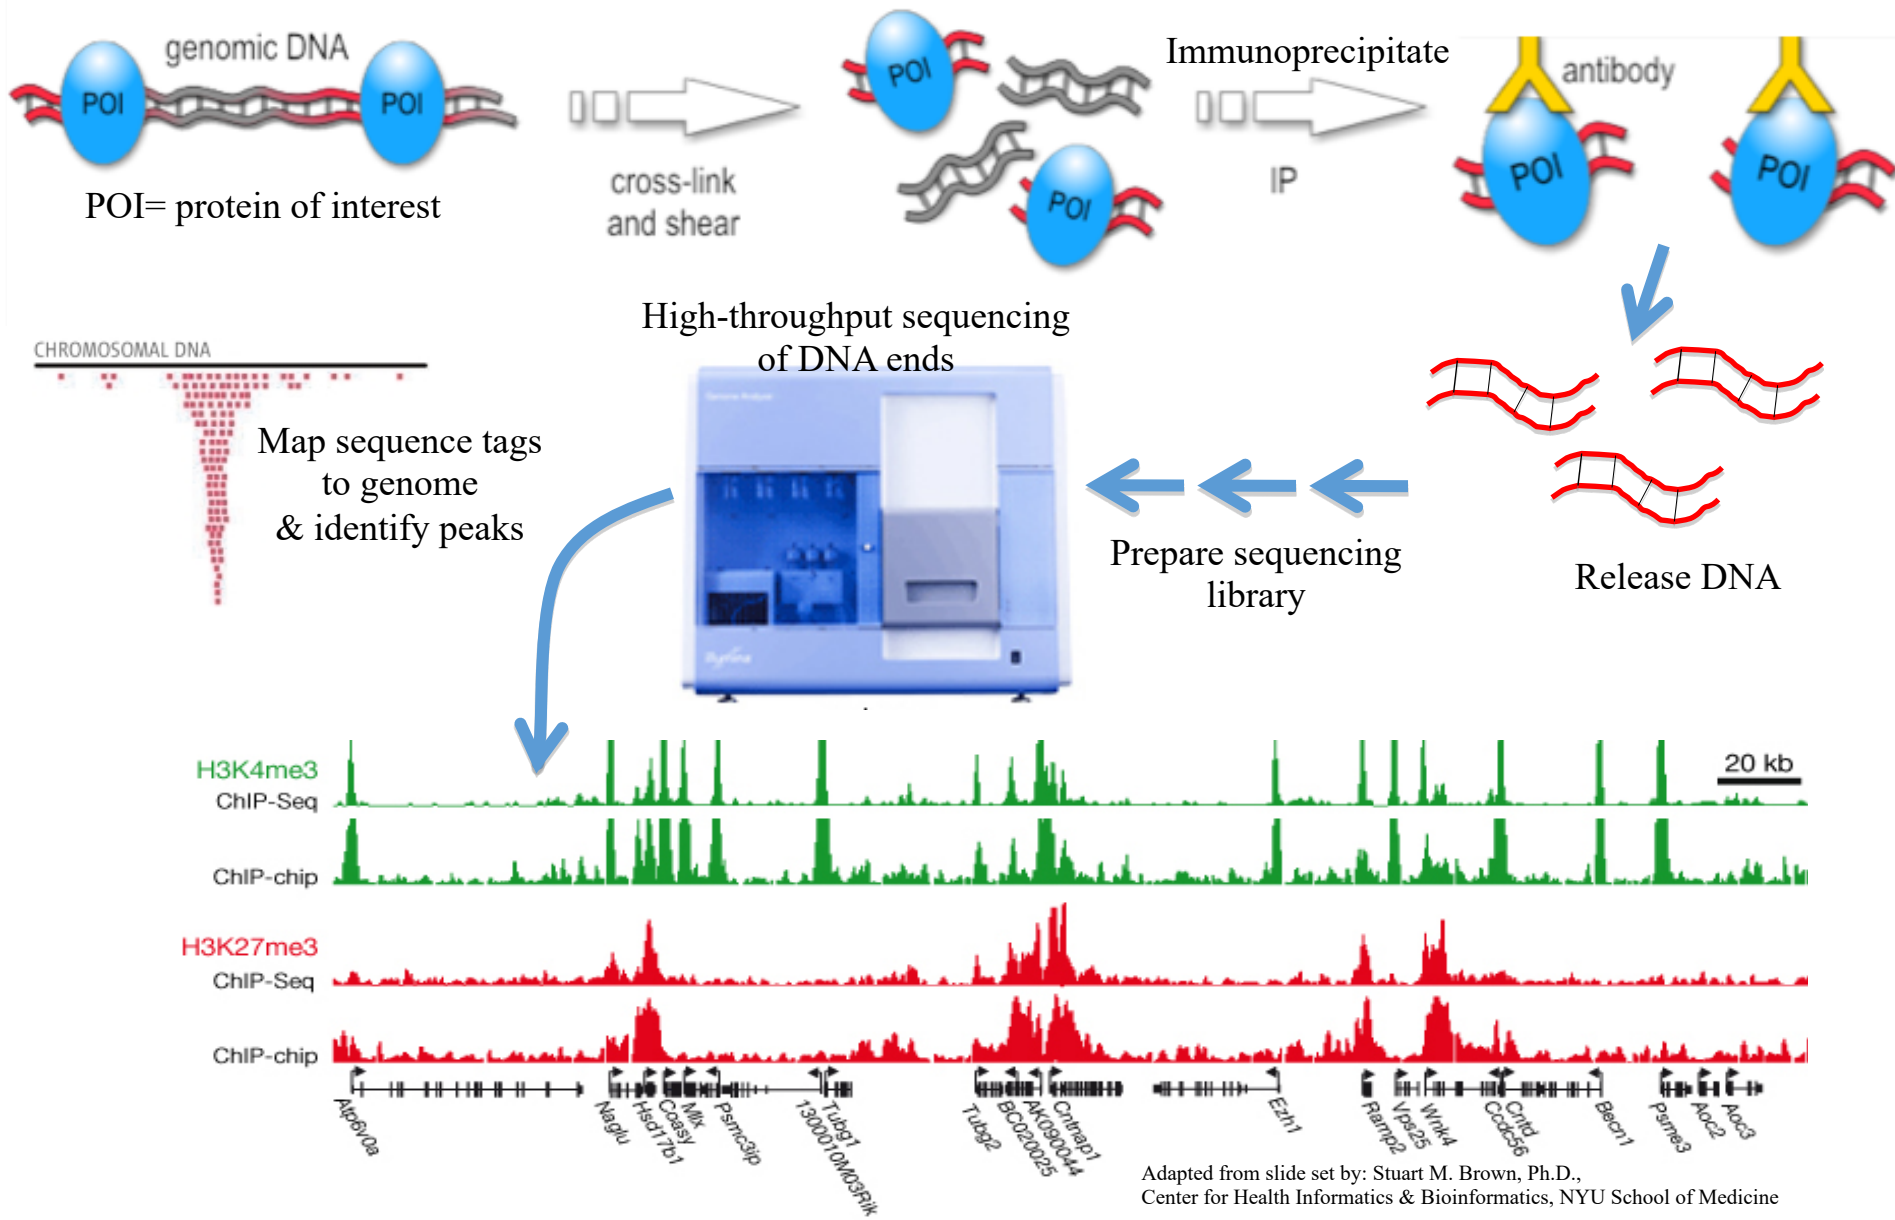 genomic DNA
POI
POI
POI= protein of interest
cross-link
and shear
POI
POI
Immunoprecipitate
IP
antibody
POI
POI
Release DNA
Prepare sequencing
library
High-throughput sequencing
of DNA ends
Genome Analyzer
illumina
CHROMOSOMAL DNA
Map sequence tags
to genome
& identify peaks
H3K4me3
ChIP-Seq
20 kb
ChIP-chip
H3K27me3
ChIP-Seq
ChIP-chip
Atp6v0a
Naglu
Hsd17b1
Coasy
Mlx
Psmc3ip
1300010M03Rik
Tubg1
Tubg2
BC020025
AK090044
Cntnap1
Ezh1
Ramp2
Vps25
Wnk4
Ccdc56
Cntd
Becn1
Psme3
Aoc2
Aoc3
Adapted from slide set by: Stuart M. Brown, Ph.D.,
Center for Health Informatics & Bioinformatics, NYU School of Medicine